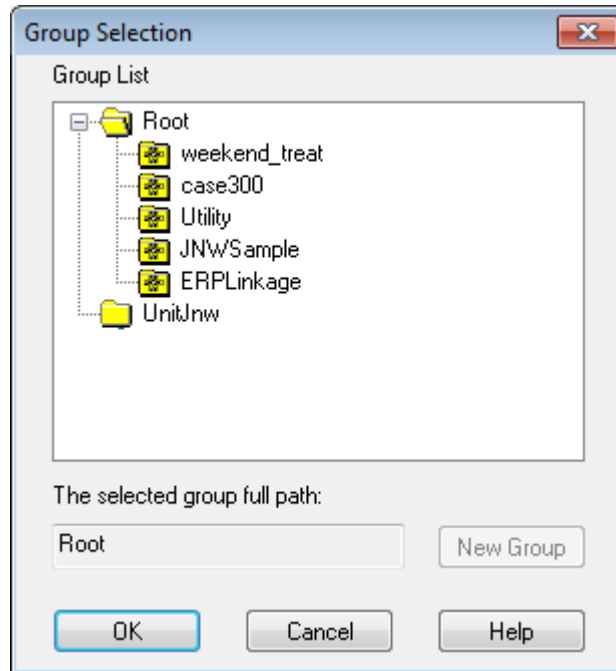 Group Selection
Group List
Root
weekend_treat
case300
Utility
JNWSample
ERPLinkage
UnitJnw
The selected group full path:
Root
New Group
OK Cancel Help